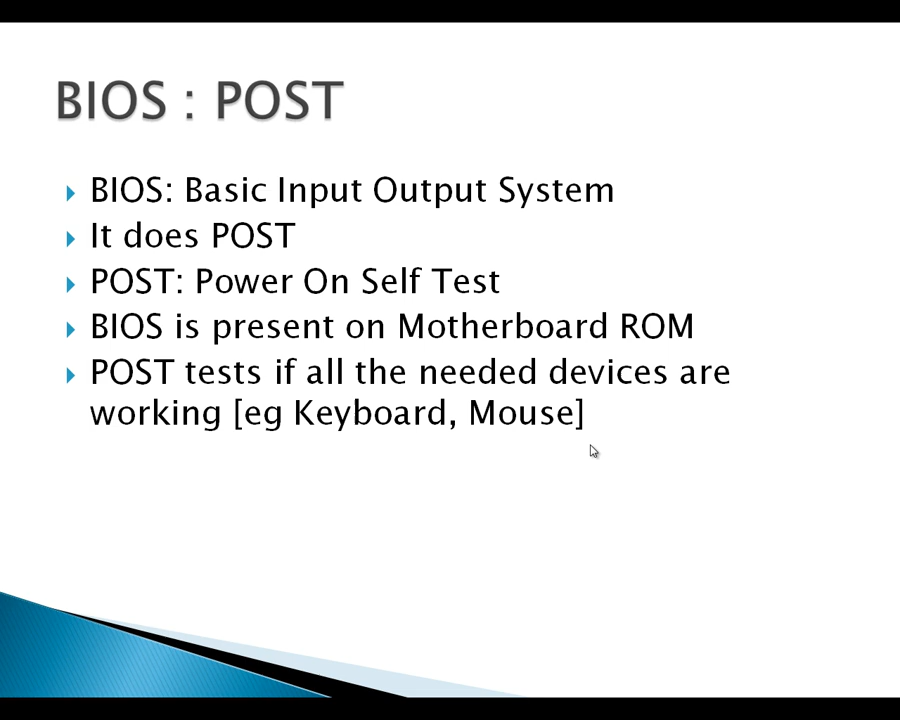 BIOS : POST
BIOS: Basic Input Output System
It does POST
POST: Power On Self Test
BIOS is present on Motherboard ROM
POST tests if all the needed devices are
working [eg Keyboard, Mouse]